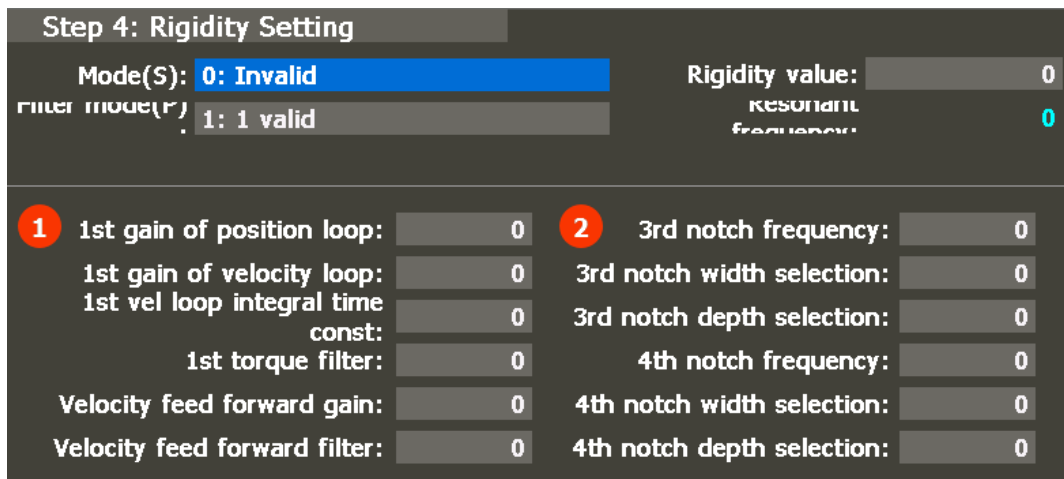 Step 4: Rigidity Setting
Mode(S): 0: Invalid
Rigidity value: 0
Filter mode(P)
: 1: 1 valid
Resonant
frequency: 0
1 1st gain of position loop: 0
1st gain of velocity loop: 0
1st vel loop integral time
const: 0
1st torque filter: 0
Velocity feed forward gain: 0
Velocity feed forward filter: 0
2 3rd notch frequency: 0
3rd notch width selection: 0
3rd notch depth selection: 0
4th notch frequency: 0
4th notch width selection: 0
4th notch depth selection: 0